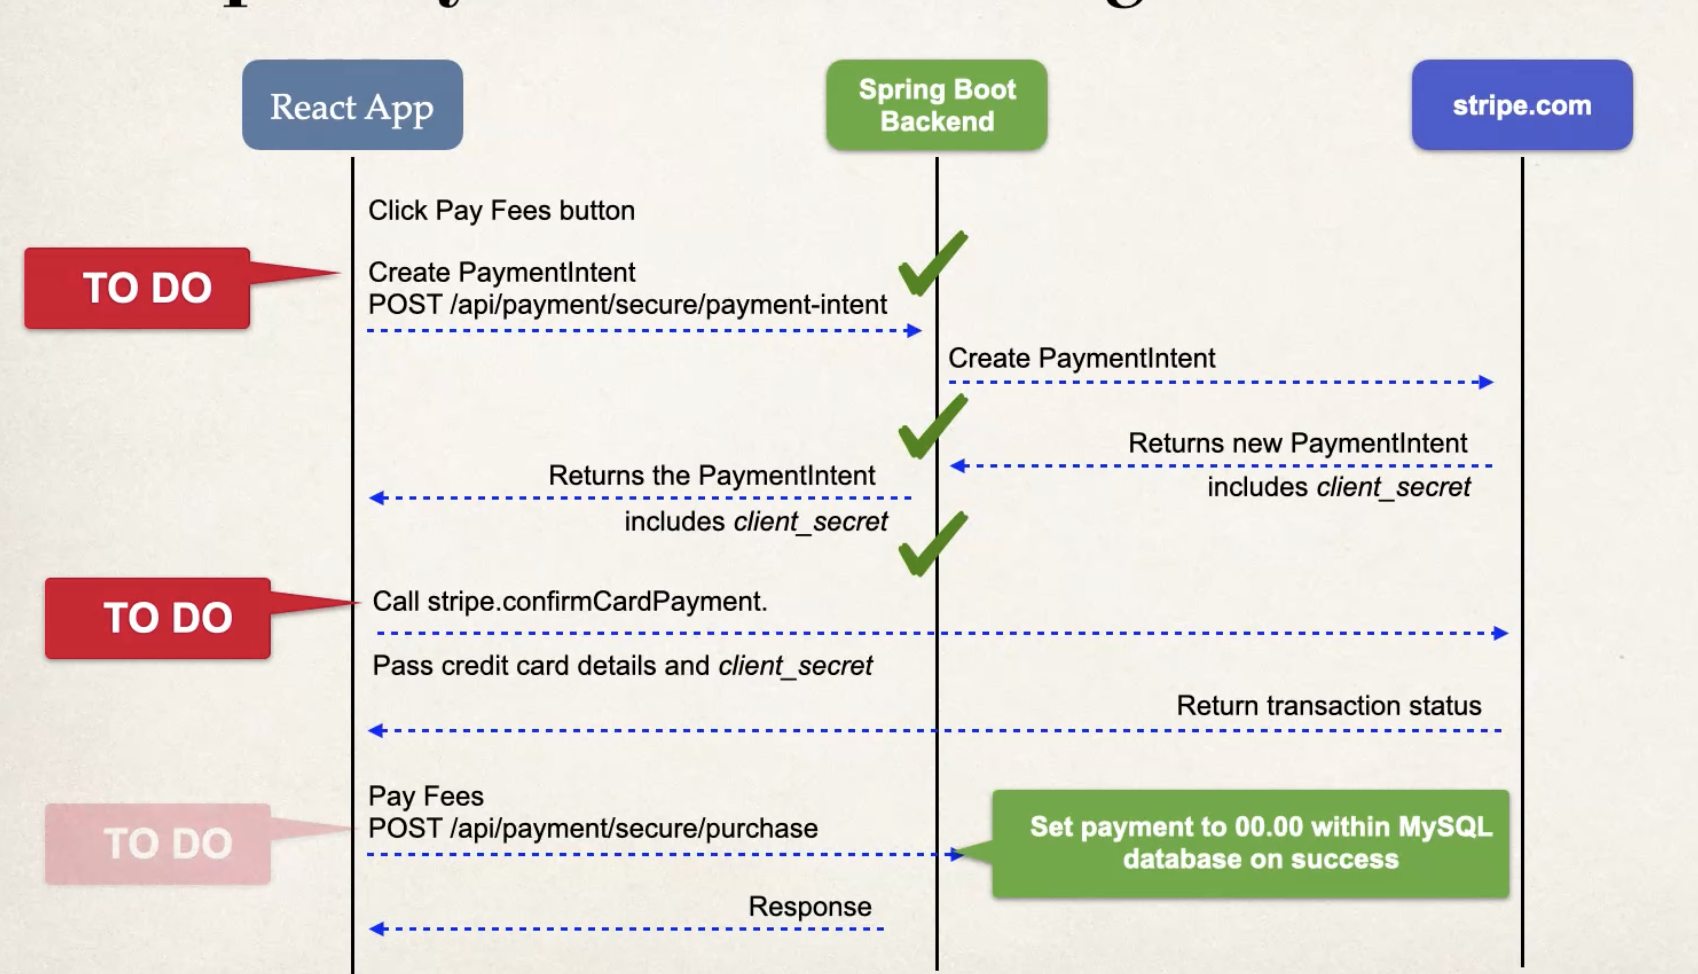 React App
Spring Boot
Backend
stripe.com
Click Pay Fees button
TO DO
Create PaymentIntent
POST /api/payment/secure/payment-intent
Create PaymentIntent
Returns new PaymentIntent
includes client_secret
Returns the PaymentIntent
includes client_secret
TO DO
Call stripe.confirmCardPayment.
Pass credit card details and client_secret
Return transaction status
TO DO
Pay Fees
POST /api/payment/secure/purchase
Set payment to 00.00 within MySQL
database on success
Response